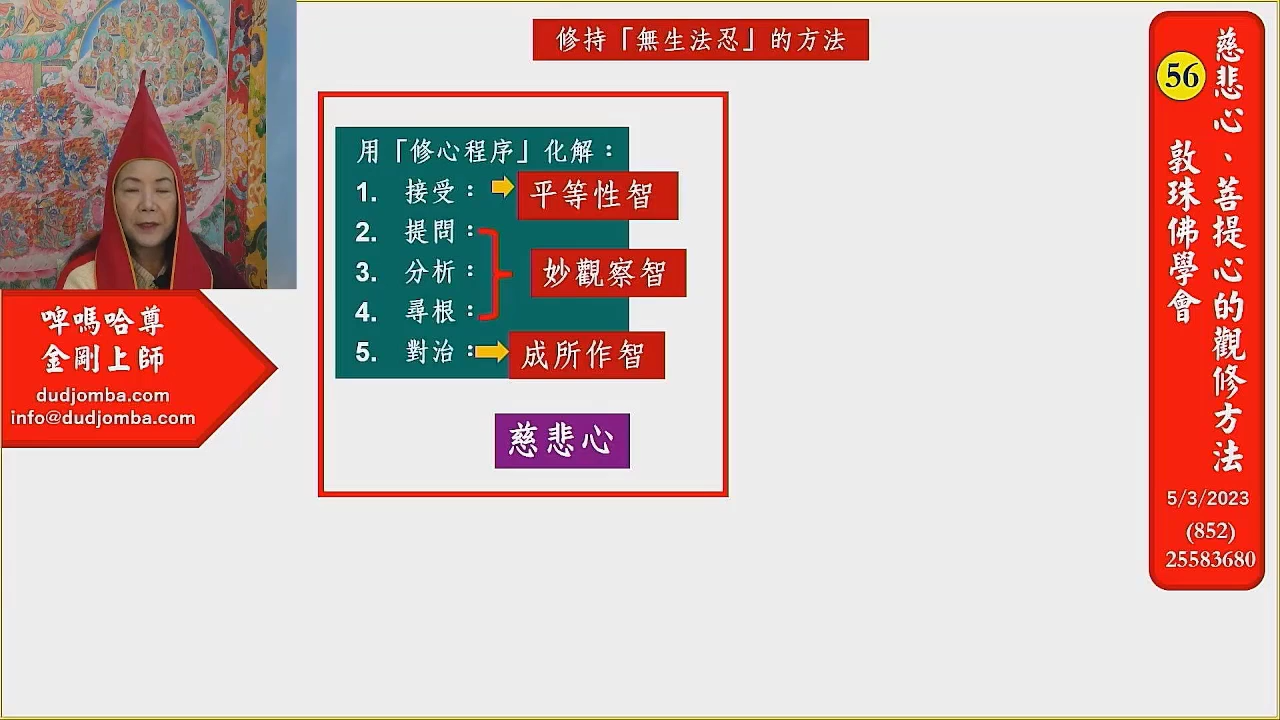 修持「無生法忍」的方法
用「修心程序」化解：
1. 接受：
平等性智
2. 提問：
3. 分析：
妙觀察智
4. 尋根：
5. 對治：
成所作智
慈悲心
啤嗎哈尊
金剛上師
dudjomba.com
info@dudjomba.com
慈悲心、菩提心的觀修方法
56
敦珠佛學會
5/3/2023
(852)
25583680